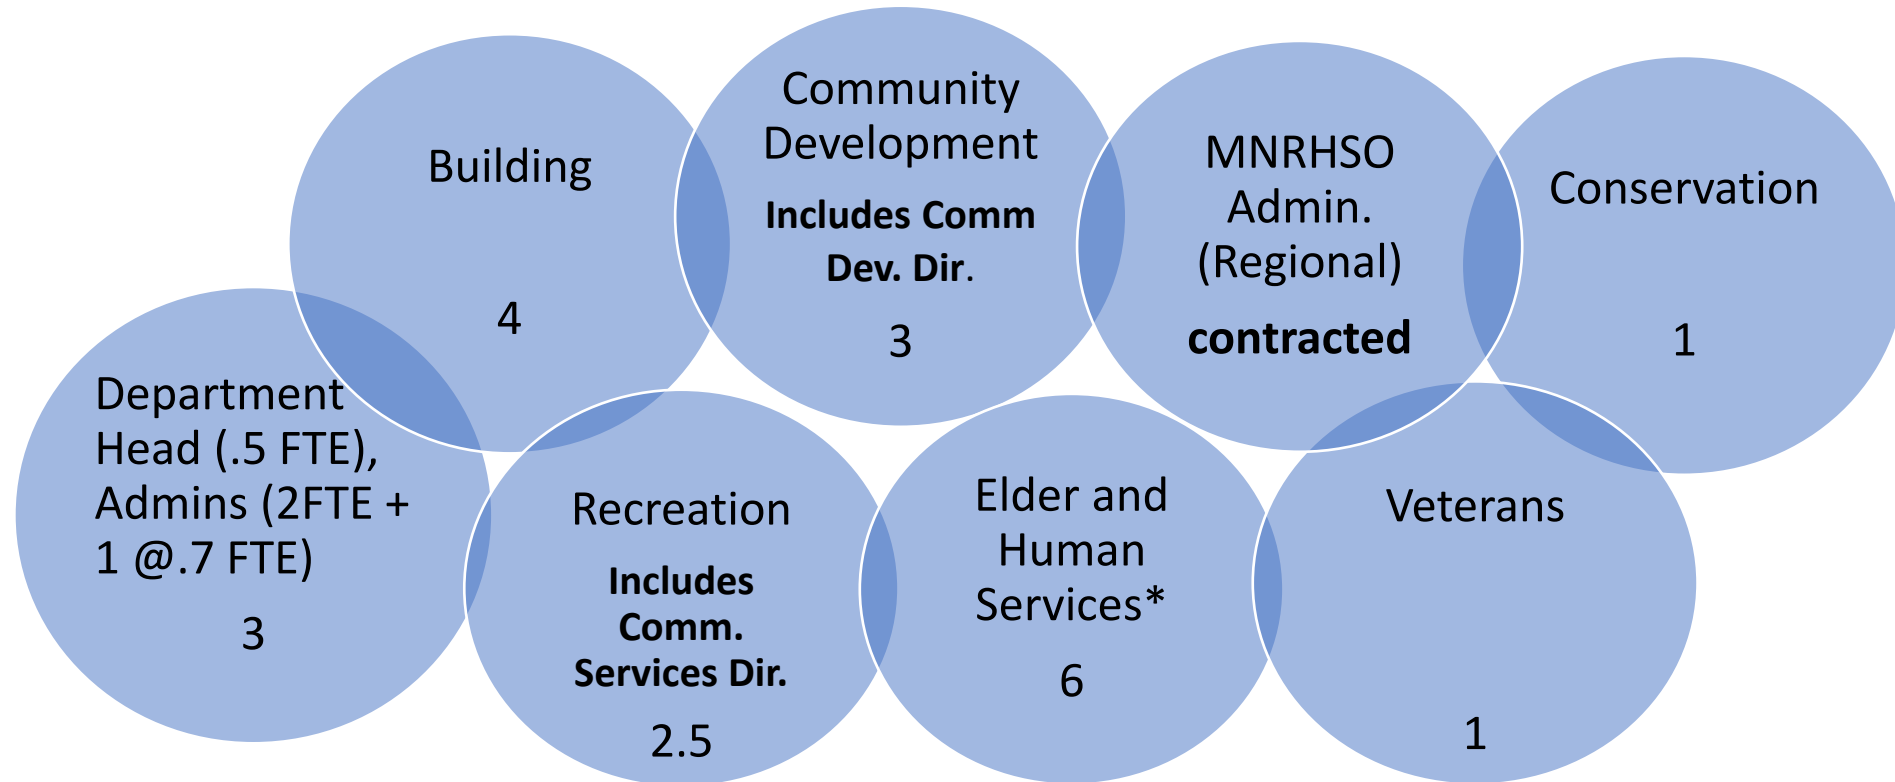 Building
4
Community
Development
Includes Comm
Dev. Dir.
3
MNRHSO
Admin.
(Regional)
contracted
Conservation
1
Department
Head (.5 FTE),
Admins (2FTE +
1 @.7 FTE)
3
Recreation
Includes
Comm.
Services Dir.
2.5
Elder and
Human
Services*
6
Veterans
1